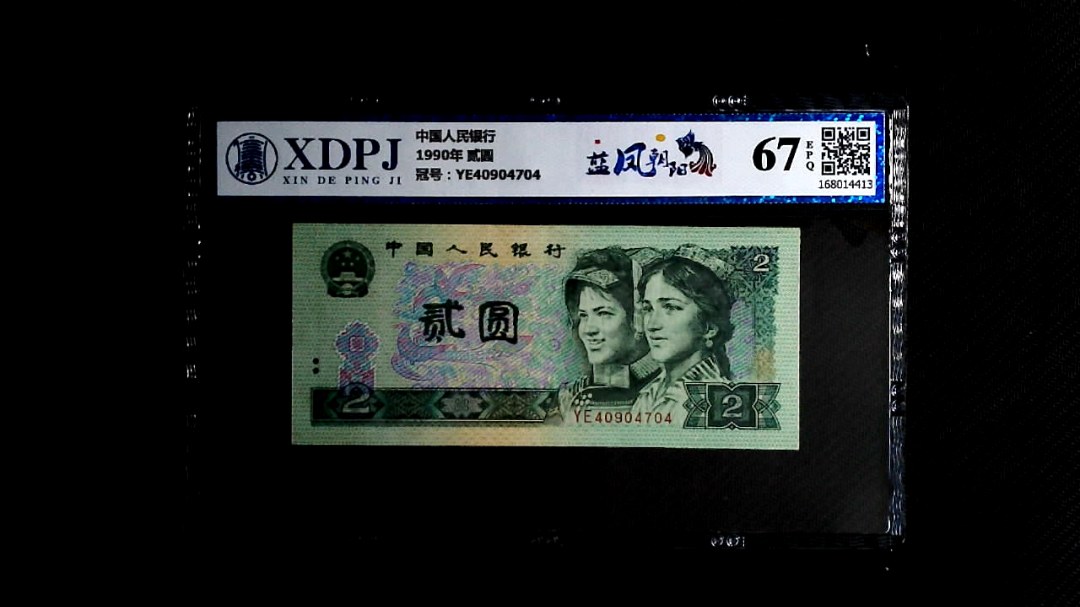 XDPJ
XIN DE PING JI
中国人民银行
1990年 贰圆
冠号：YE40904704
蓝凤朝阳
67
EPQ
168014413
中国人民银行
2
贰圆
2
YE40904704
2